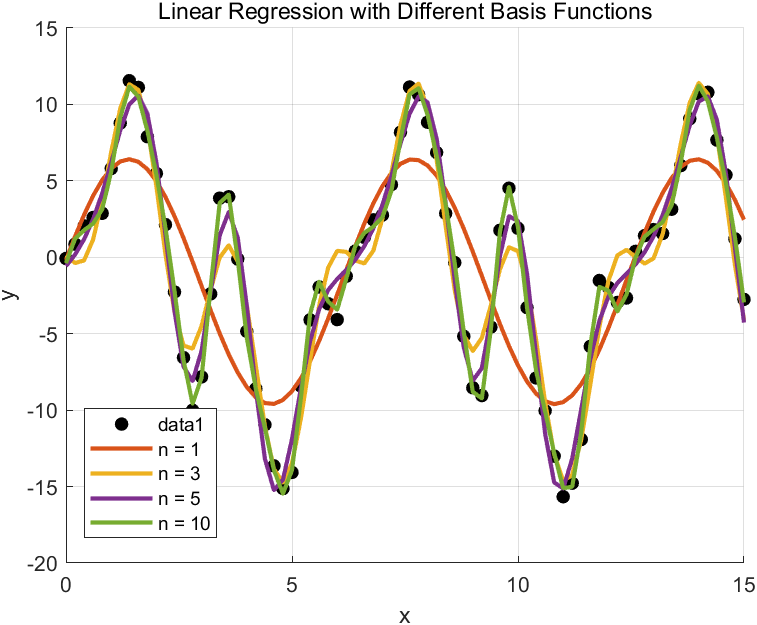 Linear Regression with Different Basis Functions
15
10
5
0
-5
-10
-15
-20
y
data1
n = 1
n = 3
n = 5
n = 10
0 5 10 15
x